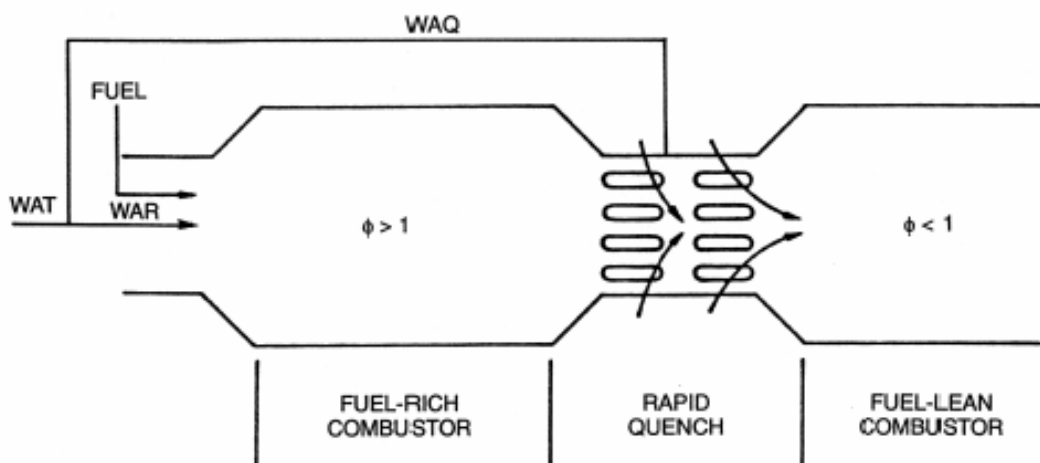 WAQ
FUEL
WAT
WAR
ϕ > 1
ϕ < 1
FUEL-RICH
COMBUSTOR
RAPID
QUENCH
FUEL-LEAN
COMBUSTOR